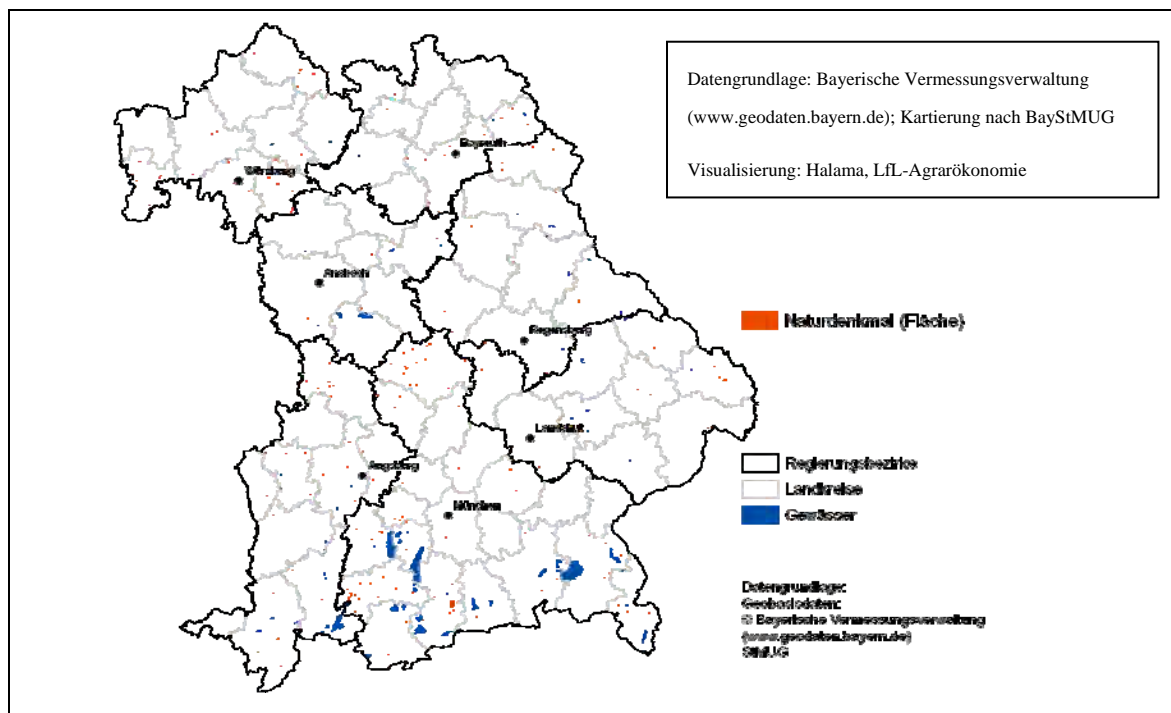 Datengrundlage: Bayerische Vermessungsverwaltung
(www.geodaten.bayern.de); Kartierung nach BayStMUG
Visualisierung: Halama, LfL-Agrarökonomie
Bayreuth
Würzburg
Ansbach
Naturdenkmal (Fläche)
Regensburg
Landshut
Augsburg
Regierungsbezirke
Landkreise
München
Gewässer
Datengrundlage:
Geobasisdaten:
© Bayerische Vermessungsverwaltung
(www.geodaten.bayern.de)
StMUG